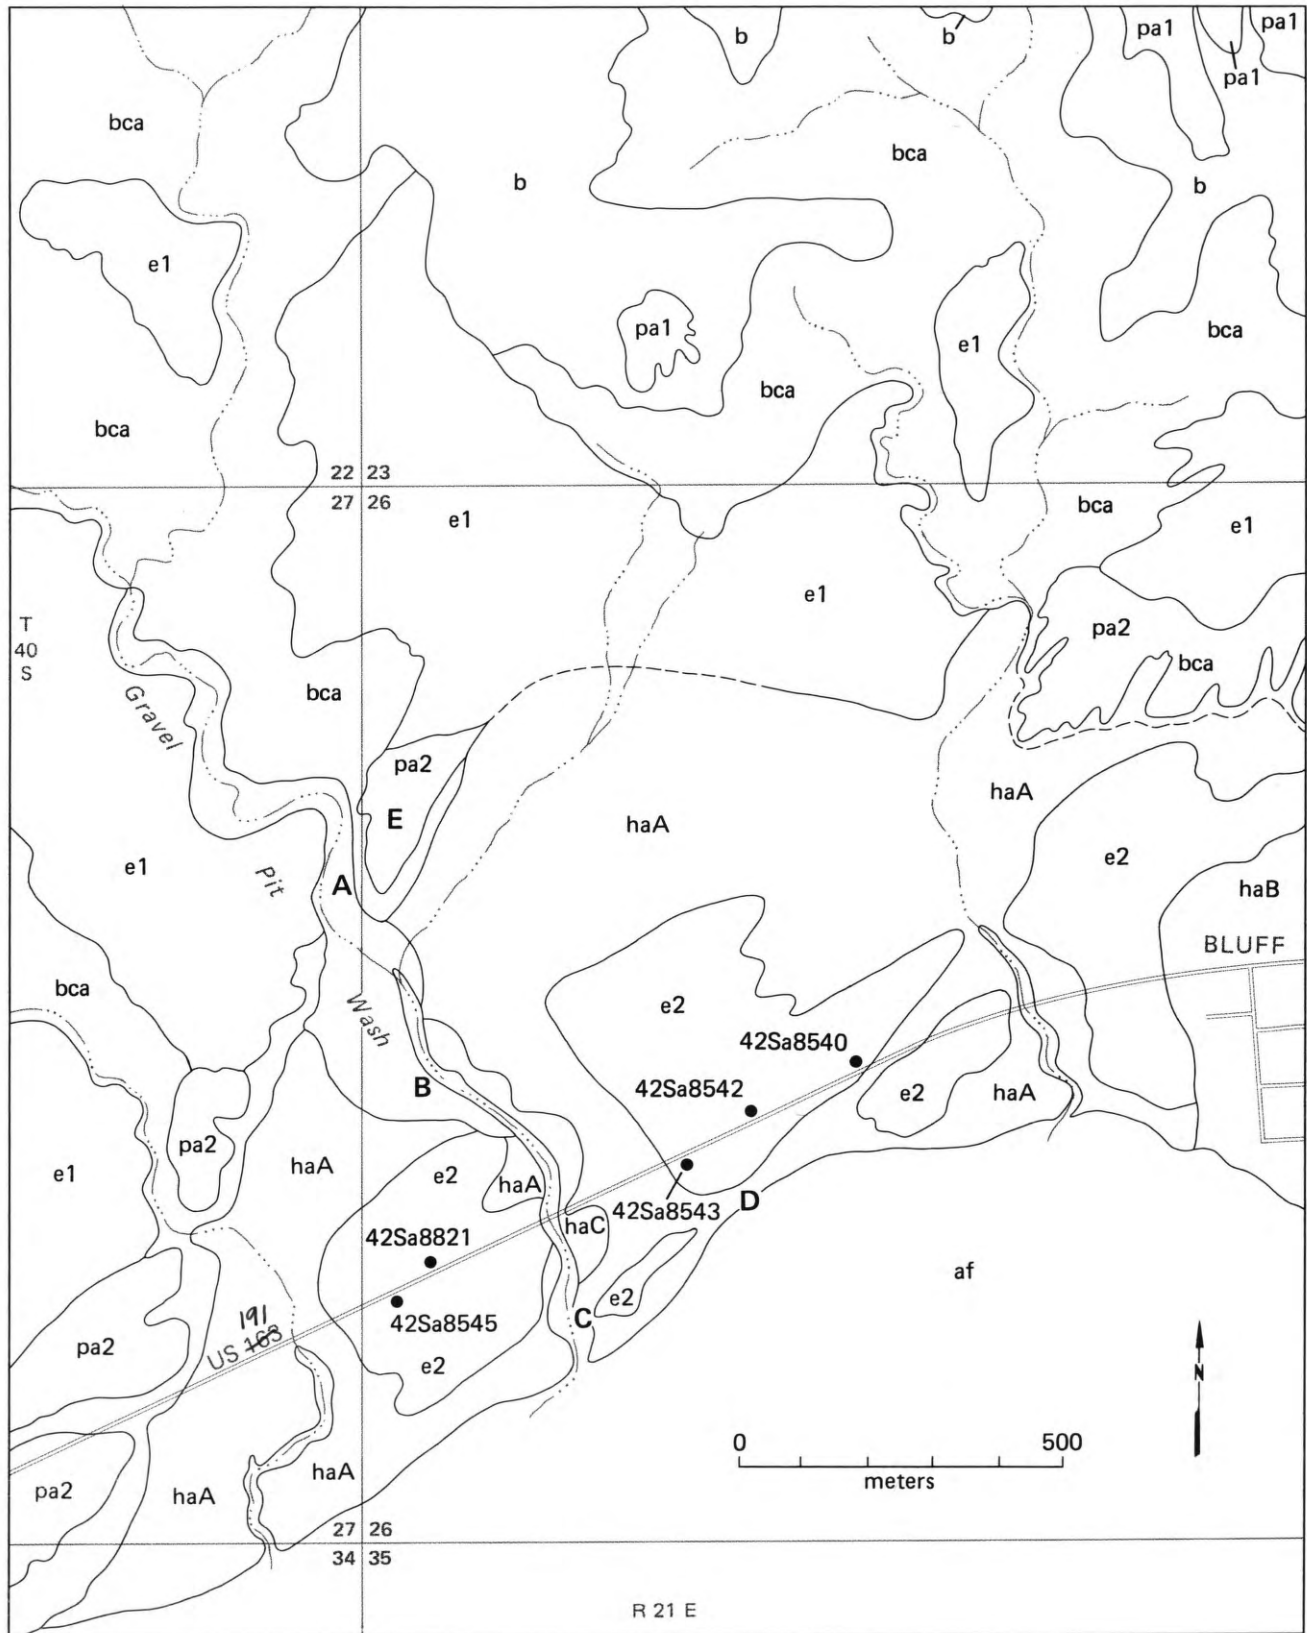 b
b
pa1
pa1
pa1
bca
bca
b
b
e1
pa1
e1
bca
bca
bca
22 23
27 26
e1
bca
e1
e1
T
40
S
pa2
bca
bca
Gravel
pa2
haA
E
haA
e1
Pit
e2
A
haB
BLUFF
bca
e2
Wash
42Sa8540
B
42Sa8542
e2
haA
pa2
haA
e2
e1
haA
42Sa8543
D
haC
42Sa8821
af
e2
C
191
42Sa8545
US 163
pa2
e2
N
0 500
meters
haA
pa2
haA
27 26
34 35
R 21 E